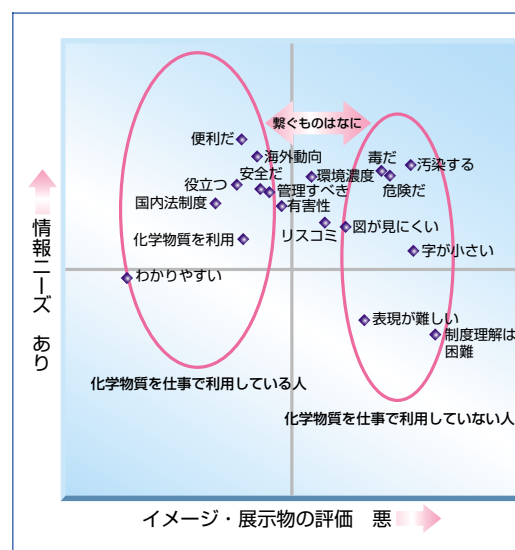 繋ぐものはなに
便利だ
海外動向
毒だ
汚染する
安全だ
環境濃度
役立つ
管理すべき
危険だ
国内法制度
有害性
リスコミ
図が見にくい
化学物質を利用
字が小さい
わかりやすい
表現が難しい
制度理解は
困難
化学物質を仕事で利用している人
化学物質を仕事で利用していない人
情報ニーズ あり
イメージ・展示物の評価 悪